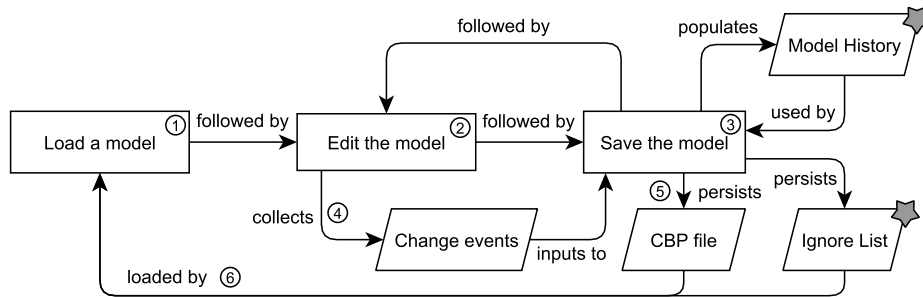 followed by
populates
Model History
Load a model
①
followed by
Edit the model
②
followed by
Save the model
③
used by
collects
④
Change events
inputs to
⑤
persists
CBP file
persists
Ignore List
loaded by
⑥